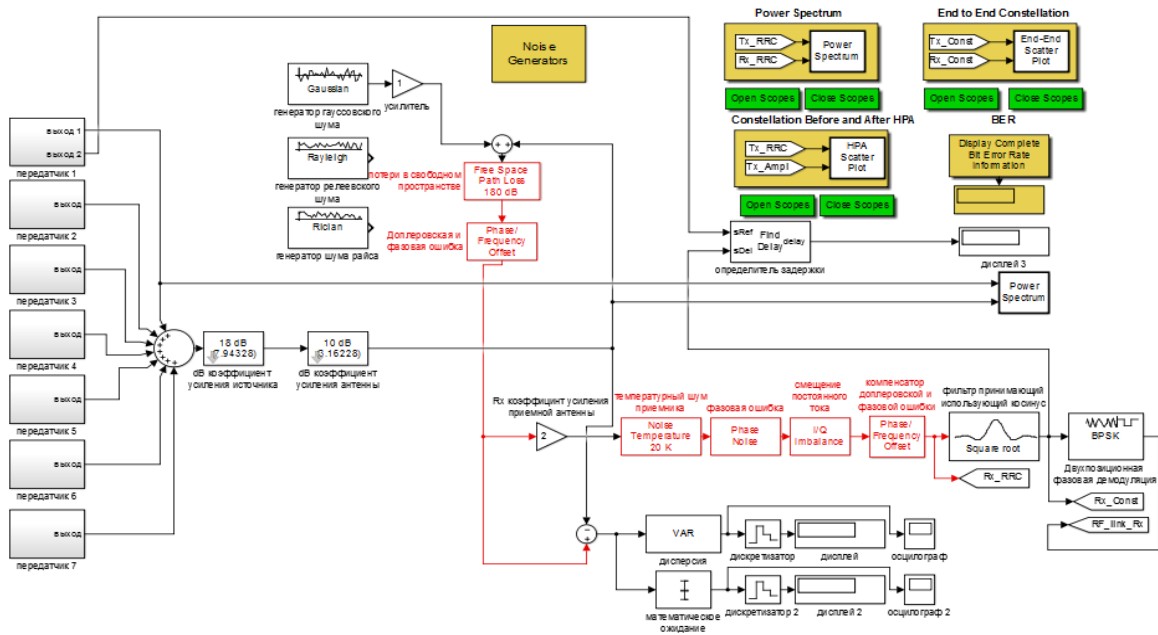 Power Spectrum
End to End Constellation
Noise
Generators
Tx_RRC
Rx_RRC
Power
Spectrum
Tx_Const
Rx_Const
End-End
Scatter
Plot
Gaussian
1
усилитель
генератор гауссовского
шума
Open Scopes
Close Scopes
Open Scopes
Close Scopes
Constellation Before and After HPA
BER
выход 1
выход 2
передатчик 1
Rayleigh
генератор релеевского
шума
потери в свободном
пространстве
Free Space
Path Loss
180 dB
Tx_RRC
Tx_Ampl
HPA
Scatter
Plot
Display Complete
Bit Error Rate
Information
Open Scopes
Close Scopes
выход
передатчик 2
Rician
генератор шума райса
Доплеровская и
фазовая ошибка
Phase/
Frequency
Offset
sRef
sDel
Find
Delay
delay
определитель задержки
дисплей 3
выход
передатчик 3
Power
Spectrum
выход
передатчик 4
18 dB
(7.94328)
dB коэффициент
усиления источника
10 dB
(3.16228)
dB коэффициент
усиления антенны
выход
передатчик 5
Rx коэффицинт усиления
приемной антенны
2
температурный шум
приемника
Noise
Temperature
20 K
фазовая ошибка
Phase
Noise
смещение
постоянного
тока
I/Q
Imbalance
компенсатор
доплеровской и
фазовой ошибки
Phase/
Frequency
Offset
фильтр принимающий
использующий косинус
Square root
BPSK
Двухпозиционная
фазовая демодуляция
выход
передатчик 6
Rx_RRC
Rx_Const
RF_link_Rx
выход
передатчик 7
VAR
дисперсия
дискретизатор
дисплей
осцилограф
математическое
ожидание
дискретизатор 2
дисплей 2
осцилограф 2